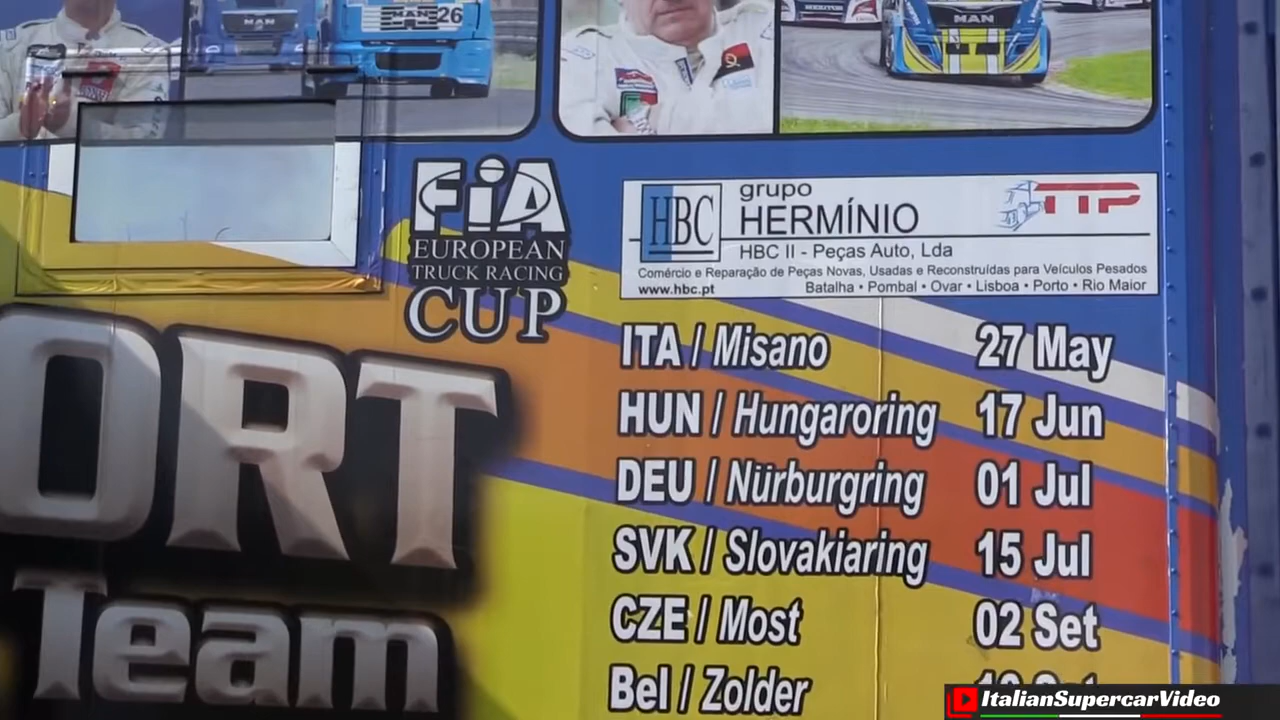 MAN
MAN
26
MERITOR
MAN
FiA
EUROPEAN
TRUCK RACING
CUP
HBC
grupo
HERMÍNIO
HBC II - Peças Auto, Lda
TTP
Comércio e Reparação de Peças Novas, Usadas e Reconstruídas para Veículos Pesados
www.hbc.pt
Batalha • Pombal • Ovar • Lisboa • Porto • Rio Maior
ORT
Team
ITA / Misano 27 May
HUN / Hungaroring 17 Jun
DEU / Nürburgring 01 Jul
SVK / Slovakiaring 15 Jul
CZE / Most 02 Set
Bel / Zolder
ItalianSupercarVideo